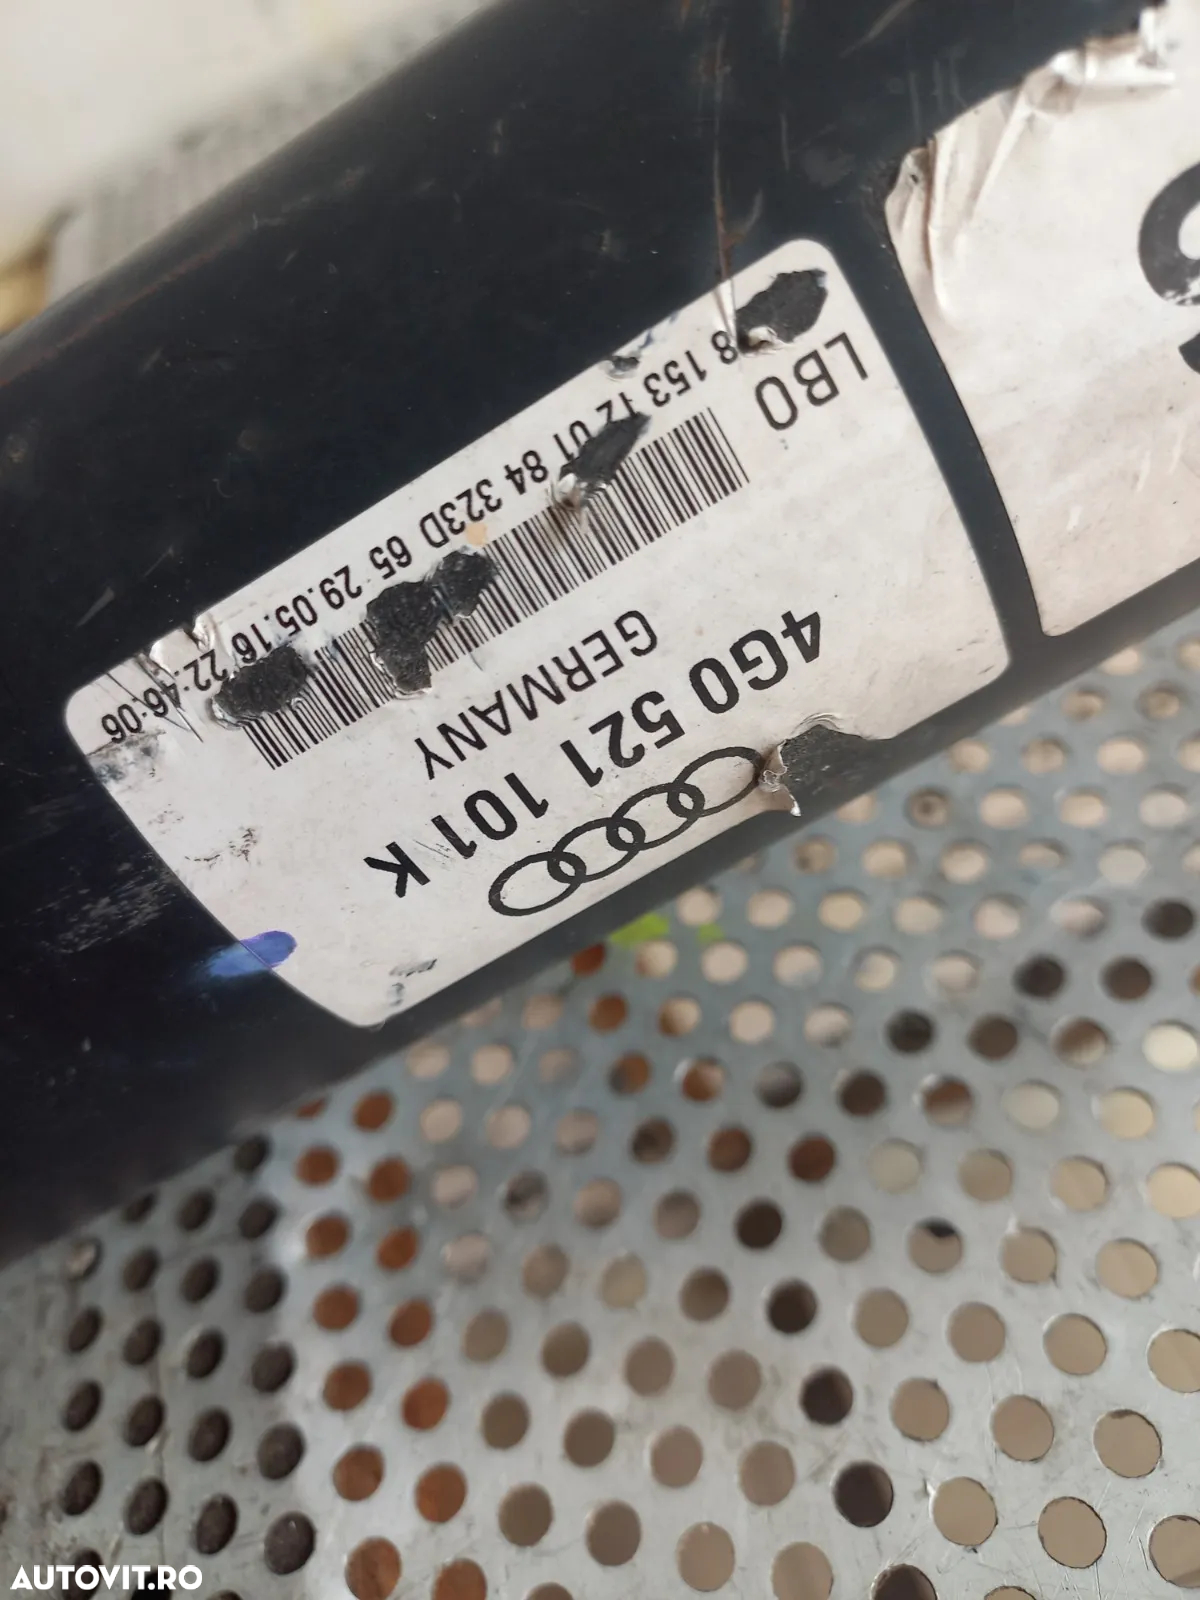 4G0 521 101 K
GERMANY
LB0
8 153 12 01 84 323D 65 29.05.16 22:46:06
AUTOVIT.RO